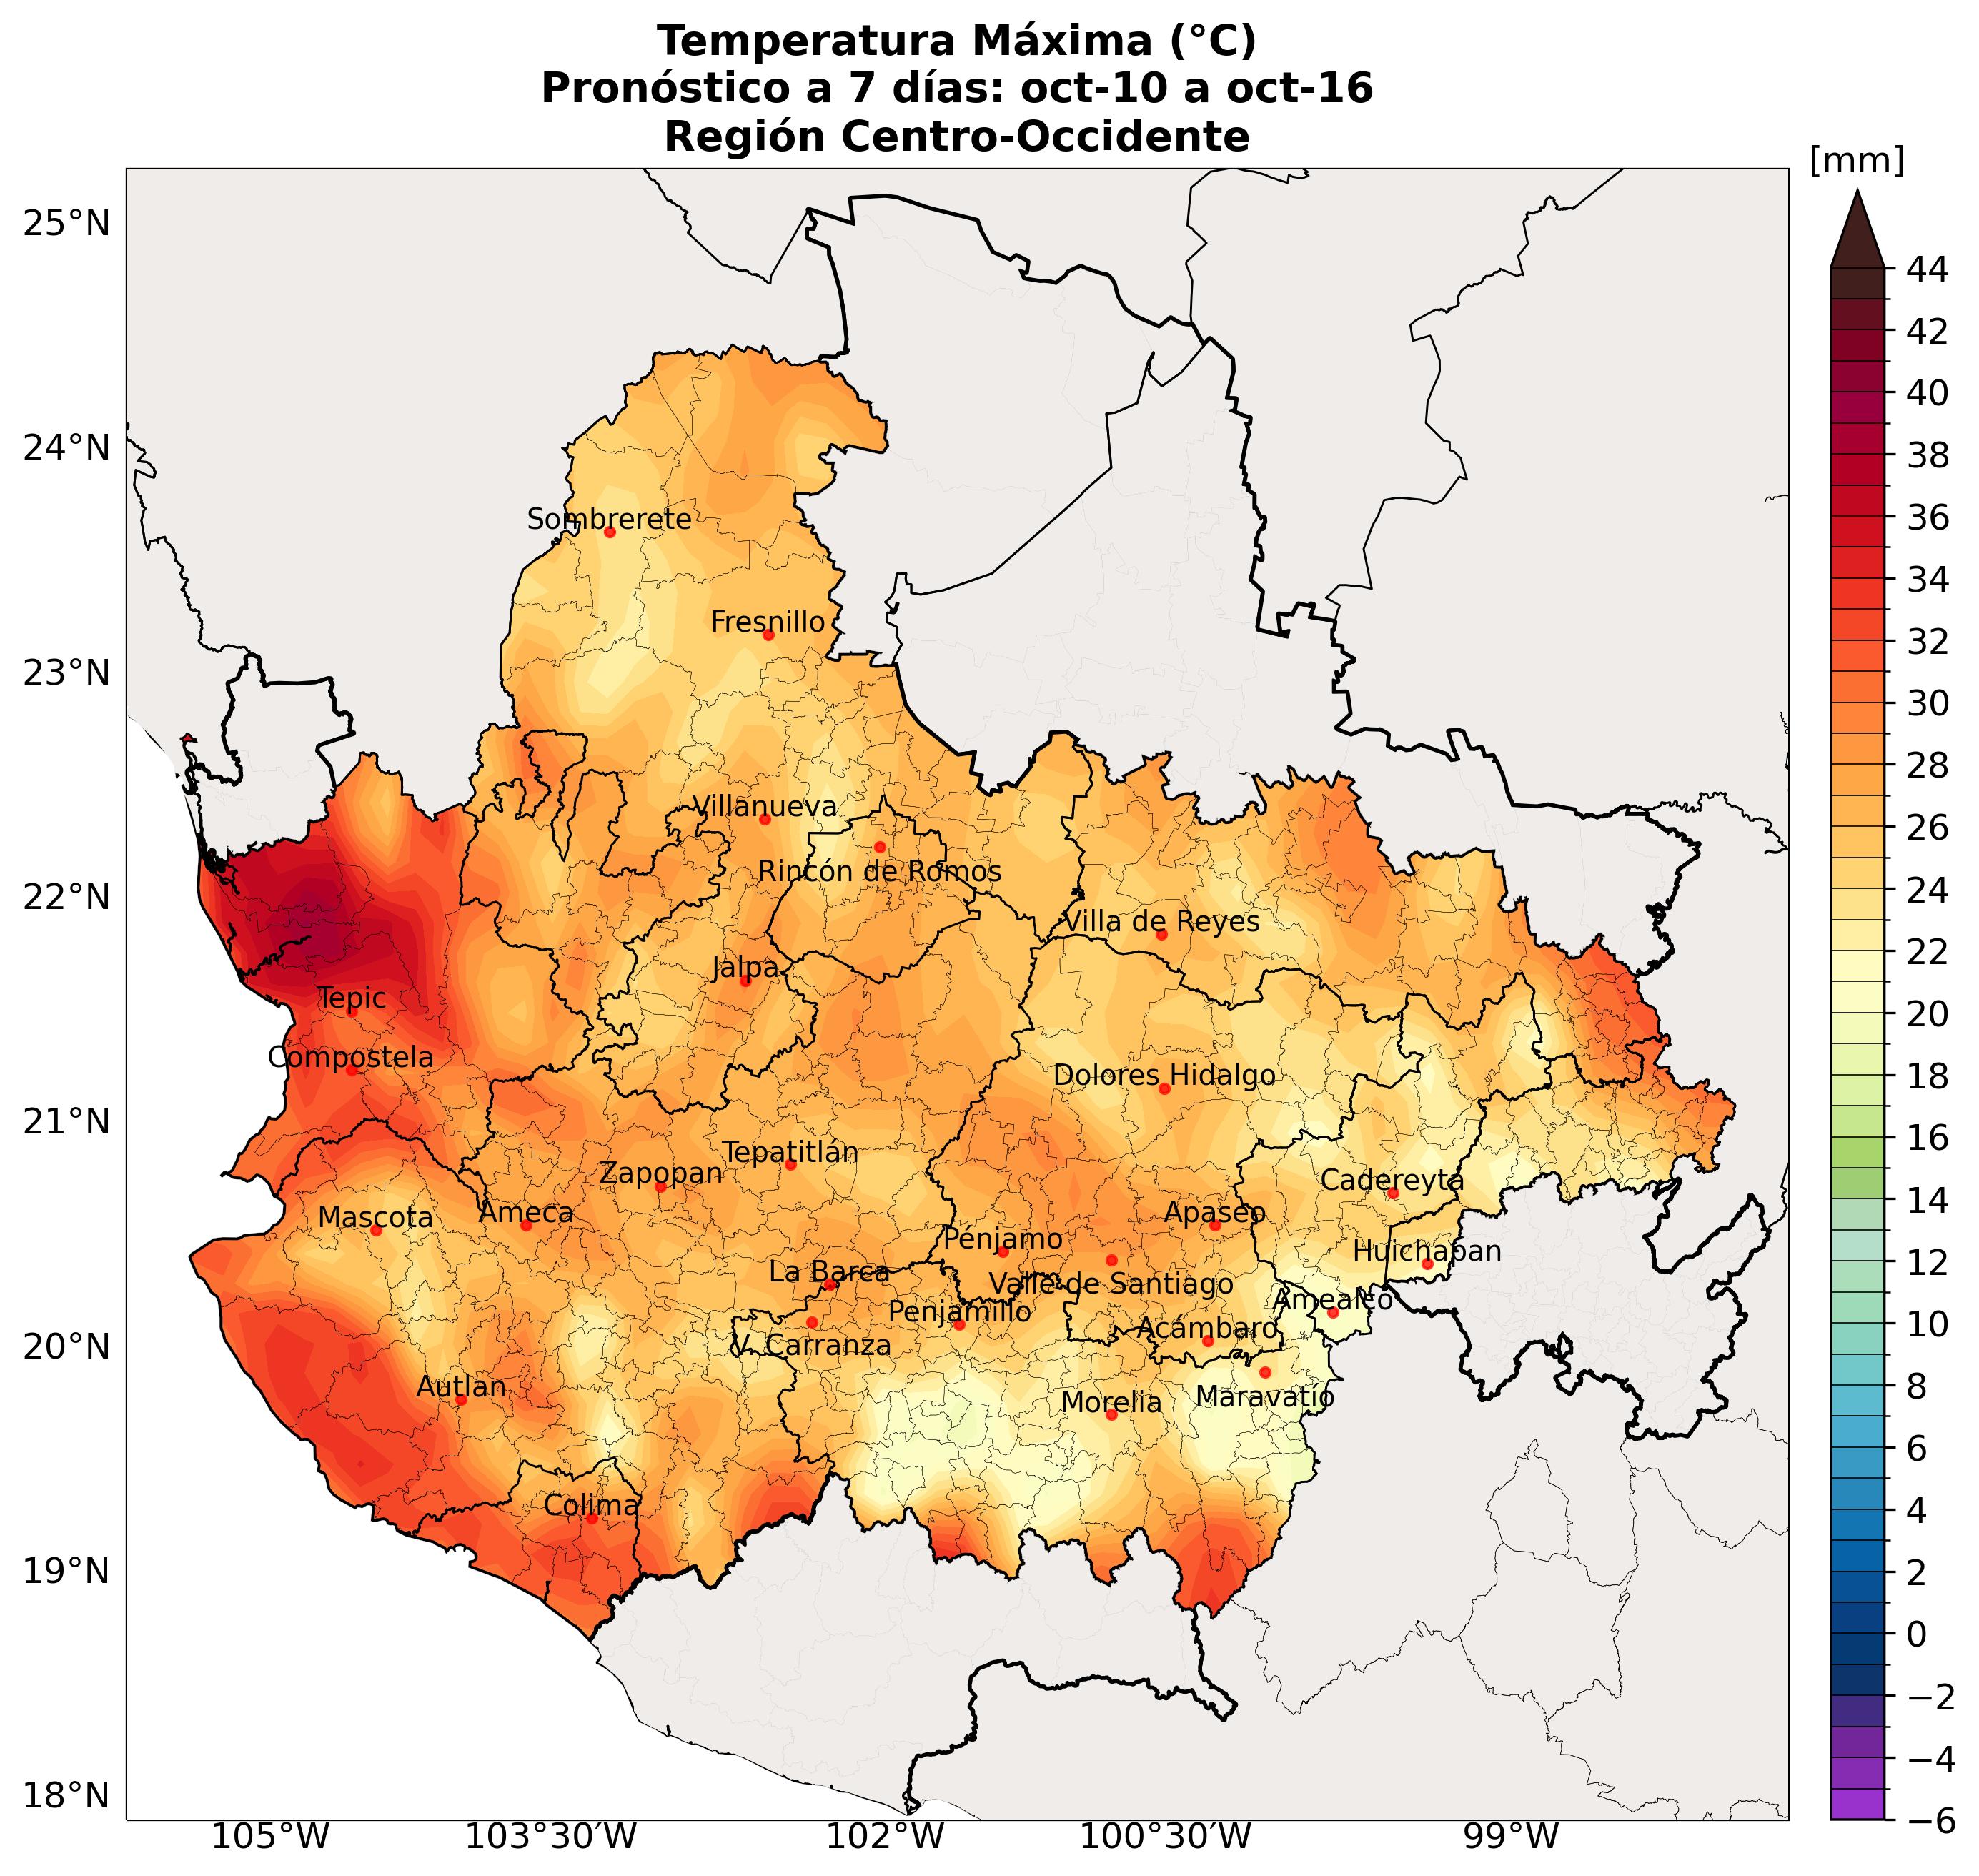 Temperatura Máxima (°C)
Pronóstico a 7 días: oct-10 a oct-16
Región Centro-Occidente
[mm]
25°N
24°N
23°N
22°N
21°N
20°N
19°N
18°N
Sombrerete
Fresnillo
Villanueva
Rincón de Romos
Villa de Reyes
Jalpa
Tepic
Compostela
Dolores Hidalgo
Tepatitlán
Zapopan
Cadereyta
Mascota
Ameca
Apaseo
Pénjamo
Huichapan
La Barca
Valle de Santiago
Penjamillo
Amealco
V. Carranza
Acámbaro
Autlan
Morelia
Maravatío
Colima
44
42
40
38
36
34
32
30
28
26
24
22
20
18
16
14
12
10
8
6
4
2
0
−2
−4
−6
105°W
103°30′W
102°W
100°30′W
99°W